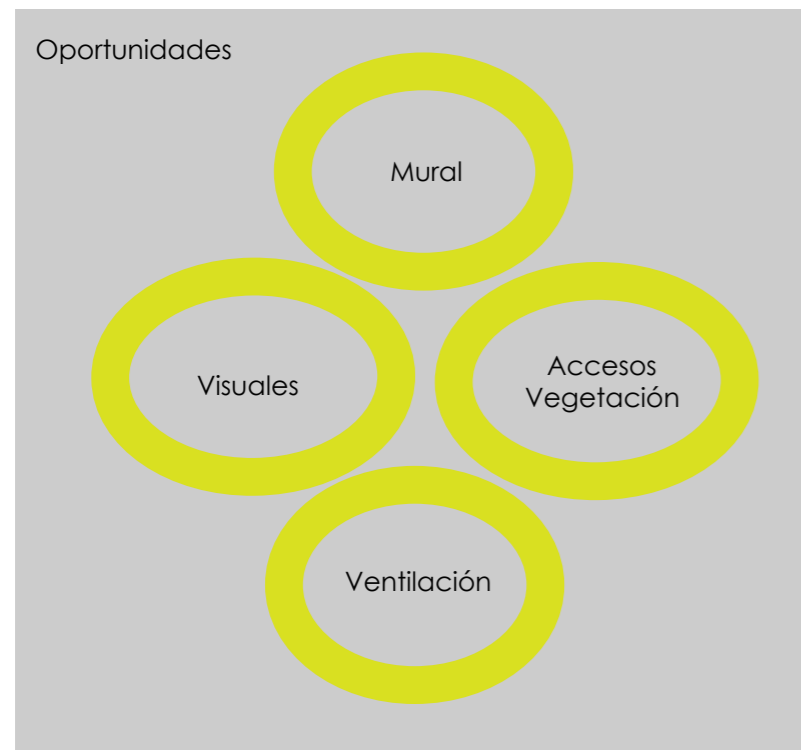 Oportunidades
Mural
Visuales
Accesos
Vegetación
Ventilación